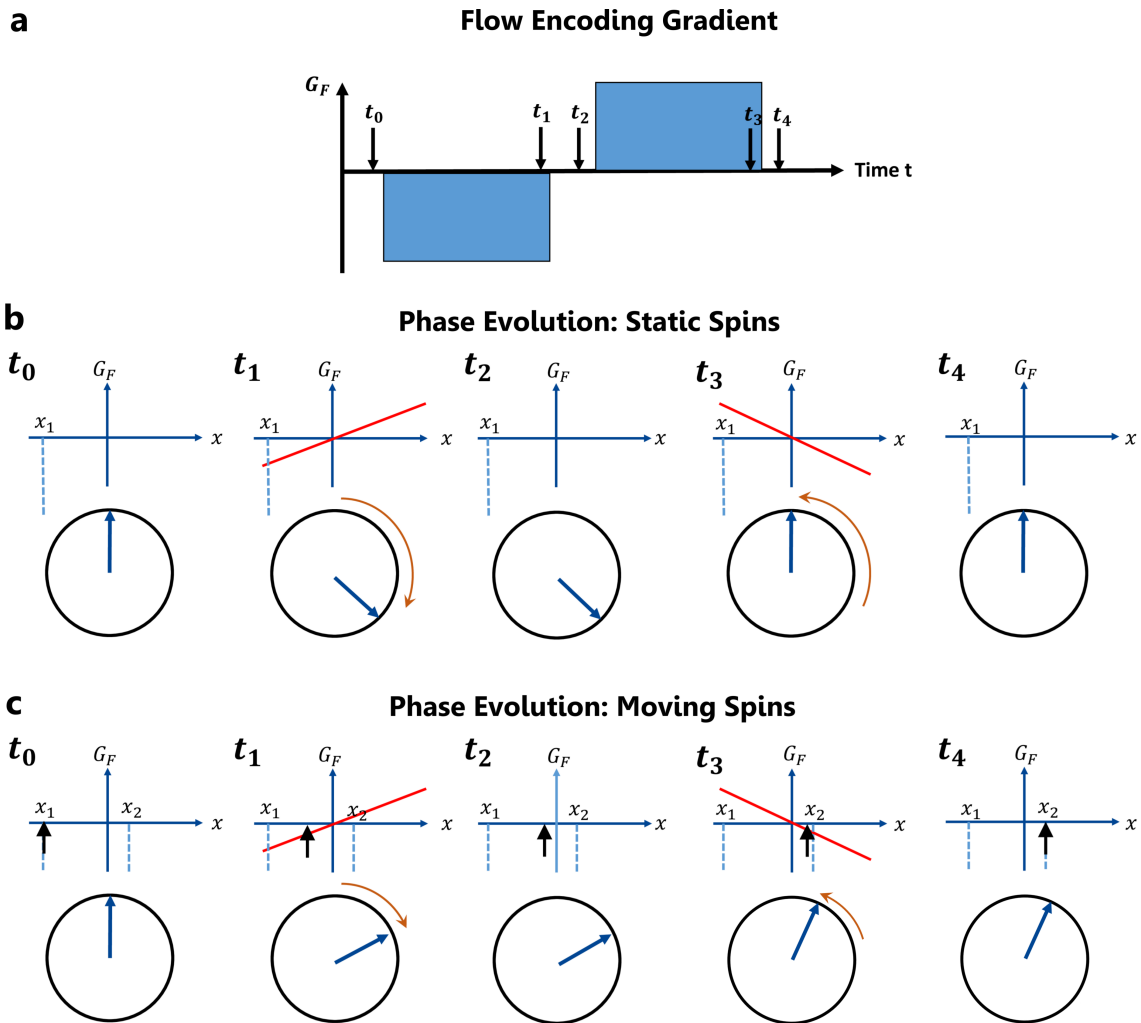 a
Flow Encoding Gradient
G_F
t_0
t_1
t_2
t_3
t_4
Time t
b
Phase Evolution: Static Spins
t_0
t_1
t_2
t_3
t_4
G_F
G_F
G_F
G_F
G_F
x_1
x
x_1
x
x_1
x
x_1
x
x_1
x
c
Phase Evolution: Moving Spins
t_0
t_1
t_2
t_3
t_4
G_F
G_F
G_F
G_F
G_F
x_1
x_2
x
x_1
x_2
x
x_1
x_2
x
x_1
x_2
x
x_1
x_2
x